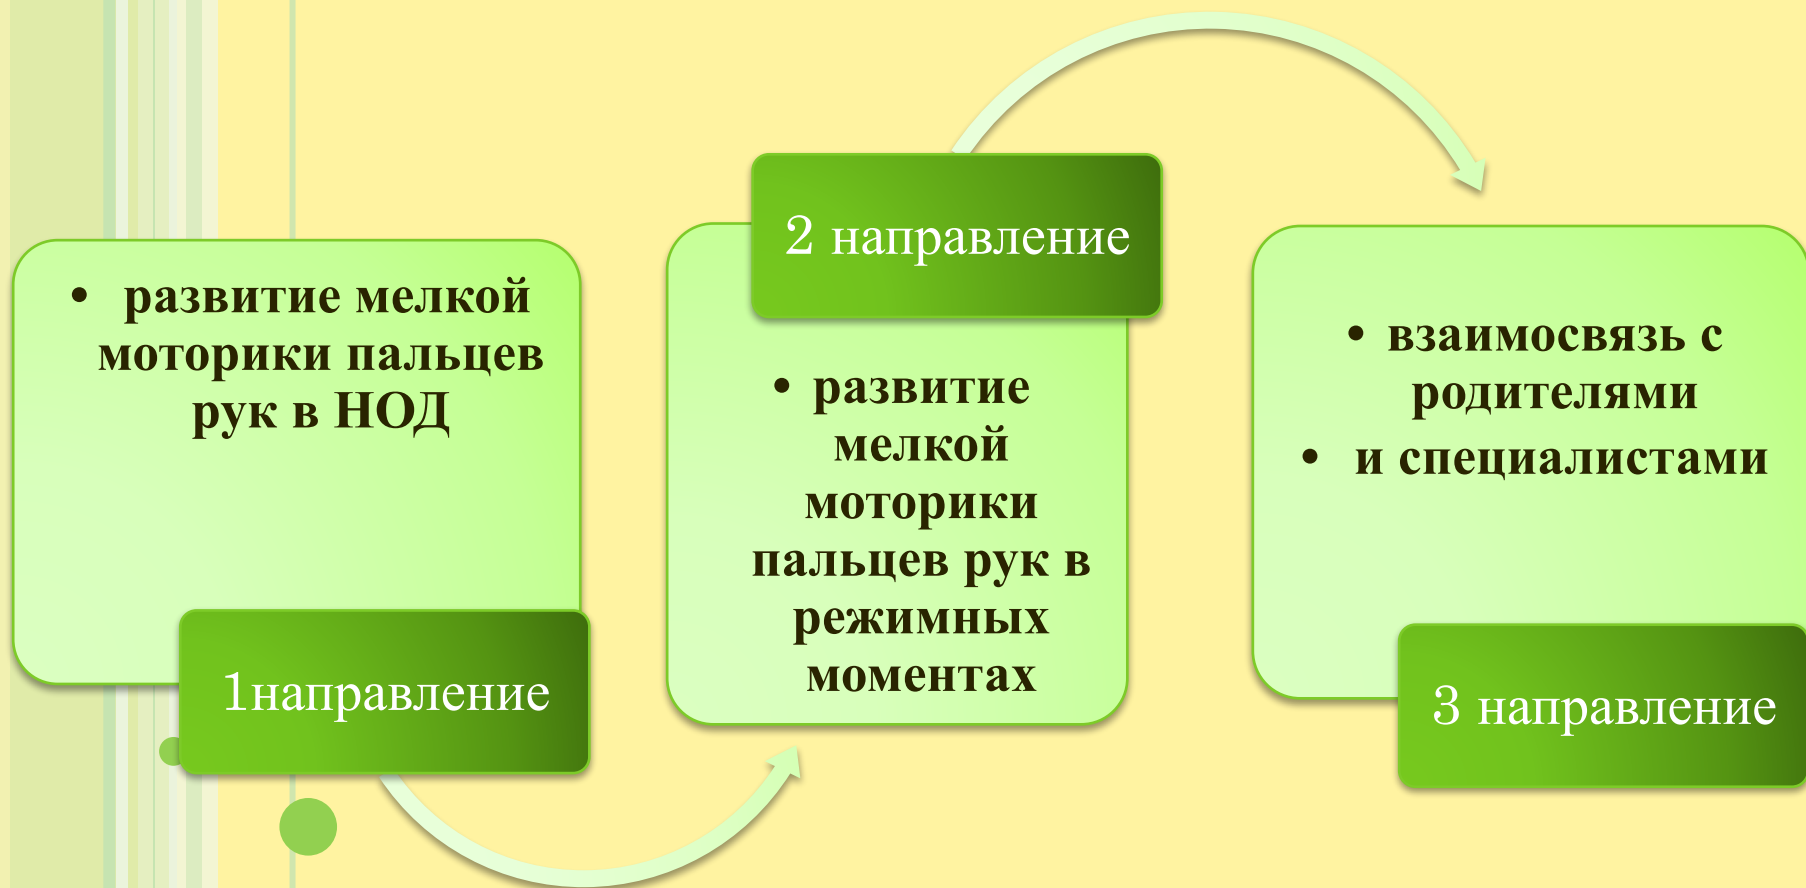 • развитие мелкой
моторики пальцев
рук в НОД
1направление
2 направление
• развитие
мелкой
моторики
пальцев рук в
режимных
моментах
• взаимосвязь с
родителями
• и специалистами
3 направление